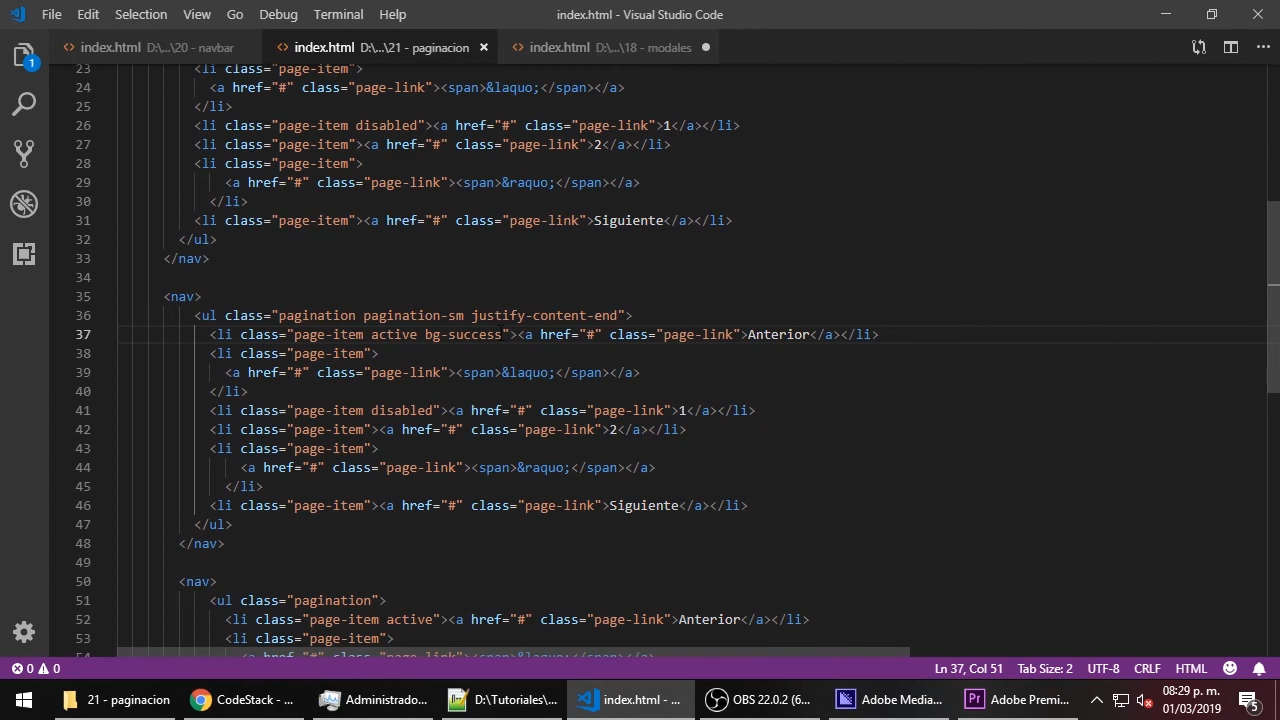 File Edit Selection View Go Debug Terminal Help index.html - Visual Studio Code
index.html D:\...\20 - navbar index.html D:\...\21 - paginacion index.html D:\...\18 - modales
23 <li class="page-item">
24 <a href="#" class="page-link"><span>&laquo;</span></a>
25 </li>
26 <li class="page-item disabled"><a href="#" class="page-link">1</a></li>
27 <li class="page-item"><a href="#" class="page-link">2</a></li>
28 <li class="page-item">
29 <a href="#" class="page-link"><span>&raquo;</span></a>
30 </li>
31 <li class="page-item"><a href="#" class="page-link">Siguiente</a></li>
32 </ul>
33 </nav>
34
35 <nav>
36 <ul class="pagination pagination-sm justify-content-end">
37 <li class="page-item active bg-success"><a href="#" class="page-link">Anterior</a></li>
38 <li class="page-item">
39 <a href="#" class="page-link"><span>&laquo;</span></a>
40 </li>
41 <li class="page-item disabled"><a href="#" class="page-link">1</a></li>
42 <li class="page-item"><a href="#" class="page-link">2</a></li>
43 <li class="page-item">
44 <a href="#" class="page-link"><span>&raquo;</span></a>
45 </li>
46 <li class="page-item"><a href="#" class="page-link">Siguiente</a></li>
47 </ul>
48 </nav>
49
50 <nav>
51 <ul class="pagination">
52 <li class="page-item active"><a href="#" class="page-link">Anterior</a></li>
53 <li class="page-item">
54 <a href="#" class="page-link"><span>&laquo;</span></a>
1
0 0 Ln 37, Col 51 Tab Size: 2 UTF-8 CRLF HTML
21 - paginacion CodeStack - ... Administrado... D:\Tutoriales\... index.html - ... OBS 22.0.2 (6... Adobe Media... Adobe Premi... 08:29 p. m.
01/03/2019 5